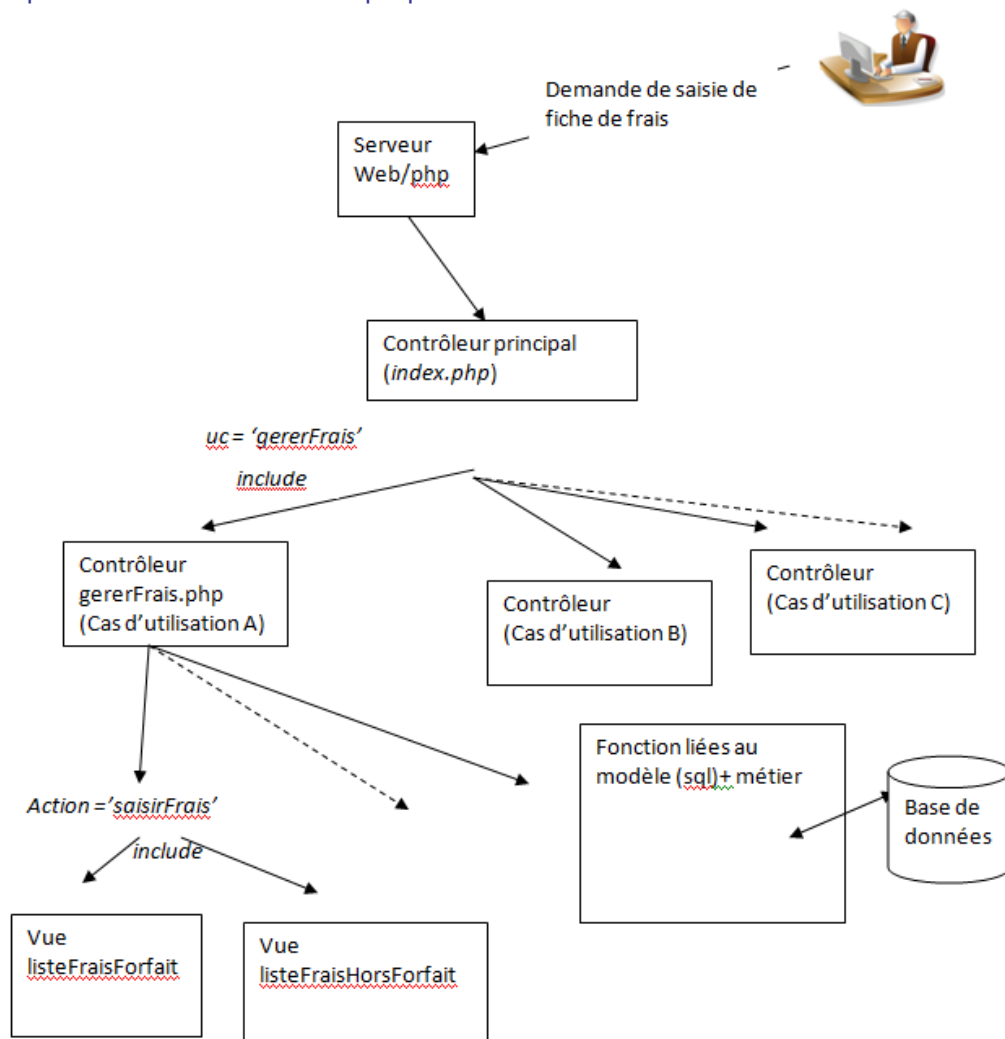 Demande de saisie de
fiche de frais
Serveur
Web/php
Contrôleur principal
(index.php)
uc = ‘gererFrais’
include
Contrôleur
gererFrais.php
(Cas d’utilisation A)
Contrôleur
(Cas d’utilisation B)
Contrôleur
(Cas d’utilisation C)
Fonction liées au
modèle (sql)+ métier
Base de
données
Action =’saisirFrais’
include
Vue
listeFraisForfait
Vue
listeFraisHorsForfait